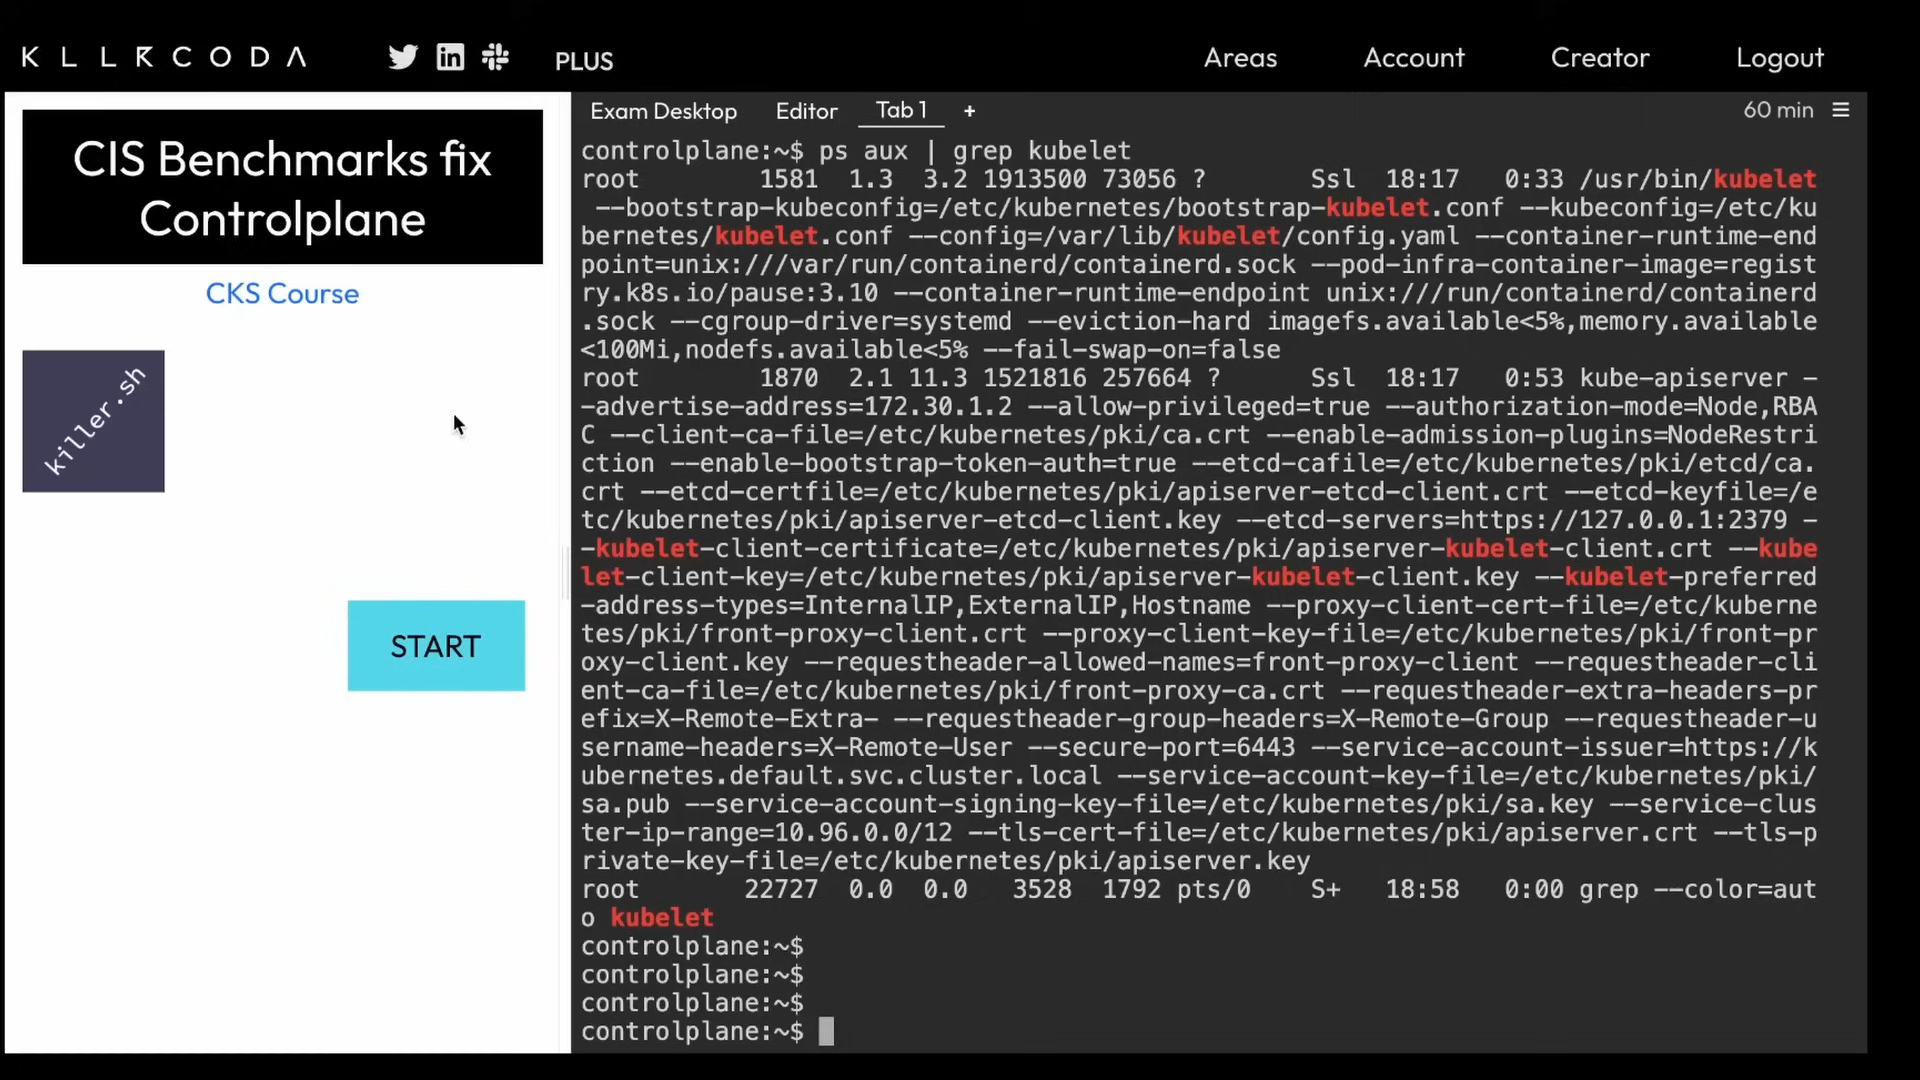 KILLERCODA
PLUS
Areas
Account
Creator
Logout
CIS Benchmarks fix
Controlplane
CKS Course
killer.sh
START
Exam Desktop
Editor
Tab 1
+
60 min
controlplane:~$ ps aux | grep kubelet
root        1581  1.3  3.2 1913500 73056 ?       Ssl  18:17   0:33 /usr/bin/kubelet
 --bootstrap-kubeconfig=/etc/kubernetes/bootstrap-kubelet.conf --kubeconfig=/etc/ku
bernetes/kubelet.conf --config=/var/lib/kubelet/config.yaml --container-runtime-end
point=unix:///var/run/containerd/containerd.sock --pod-infra-container-image=regist
ry.k8s.io/pause:3.10 --container-runtime-endpoint unix:///run/containerd/containerd
.sock --cgroup-driver=systemd --eviction-hard imagefs.available<5%,memory.available
<100Mi,nodefs.available<5% --fail-swap-on=false
root        1870  2.1 11.3 1521816 257664 ?      Ssl  18:17   0:53 kube-apiserver -
-advertise-address=172.30.1.2 --allow-privileged=true --authorization-mode=Node,RBA
C --client-ca-file=/etc/kubernetes/pki/ca.crt --enable-admission-plugins=NodeRestri
ction --enable-bootstrap-token-auth=true --etcd-cafile=/etc/kubernetes/pki/etcd/ca.
crt --etcd-certfile=/etc/kubernetes/pki/apiserver-etcd-client.crt --etcd-keyfile=/e
tc/kubernetes/pki/apiserver-etcd-client.key --etcd-servers=https://127.0.0.1:2379 -
-kubelet-client-certificate=/etc/kubernetes/pki/apiserver-kubelet-client.crt --kube
let-client-key=/etc/kubernetes/pki/apiserver-kubelet-client.key --kubelet-preferred
-address-types=InternalIP,ExternalIP,Hostname --proxy-client-cert-file=/etc/kuberne
tes/pki/front-proxy-client.crt --proxy-client-key-file=/etc/kubernetes/pki/front-pr
oxy-client.key --requestheader-allowed-names=front-proxy-client --requestheader-cli
ent-ca-file=/etc/kubernetes/pki/front-proxy-ca.crt --requestheader-extra-headers-pr
efix=X-Remote-Extra- --requestheader-group-headers=X-Remote-Group --requestheader-u
sername-headers=X-Remote-User --secure-port=6443 --service-account-issuer=https://k
ubernetes.default.svc.cluster.local --service-account-key-file=/etc/kubernetes/pki/
sa.pub --service-account-signing-key-file=/etc/kubernetes/pki/sa.key --service-clus
ter-ip-range=10.96.0.0/12 --tls-cert-file=/etc/kubernetes/pki/apiserver.crt --tls-p
rivate-key-file=/etc/kubernetes/pki/apiserver.key
root       22727  0.0  0.0   3528  1792 pts/0    S+   18:58   0:00 grep --color=aut
o kubelet
controlplane:~$
controlplane:~$
controlplane:~$
controlplane:~$